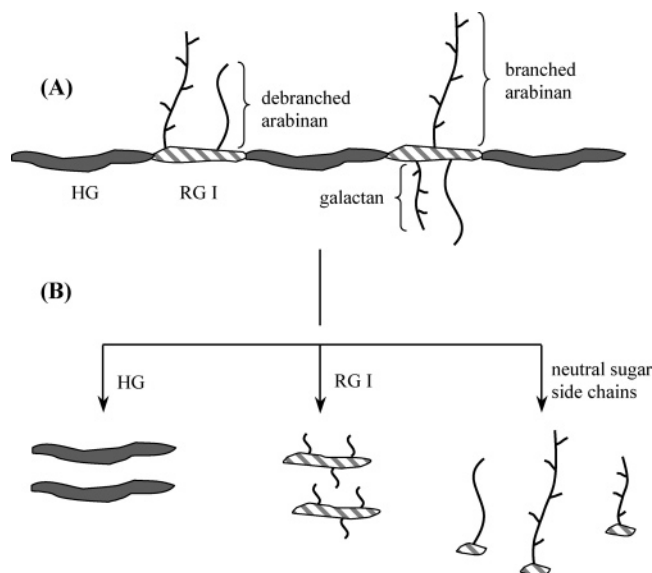 (A)
debranched
arabinan
branched
arabinan
HG
RG I
galactan
(B)
HG
RG I
neutral sugar
side chains